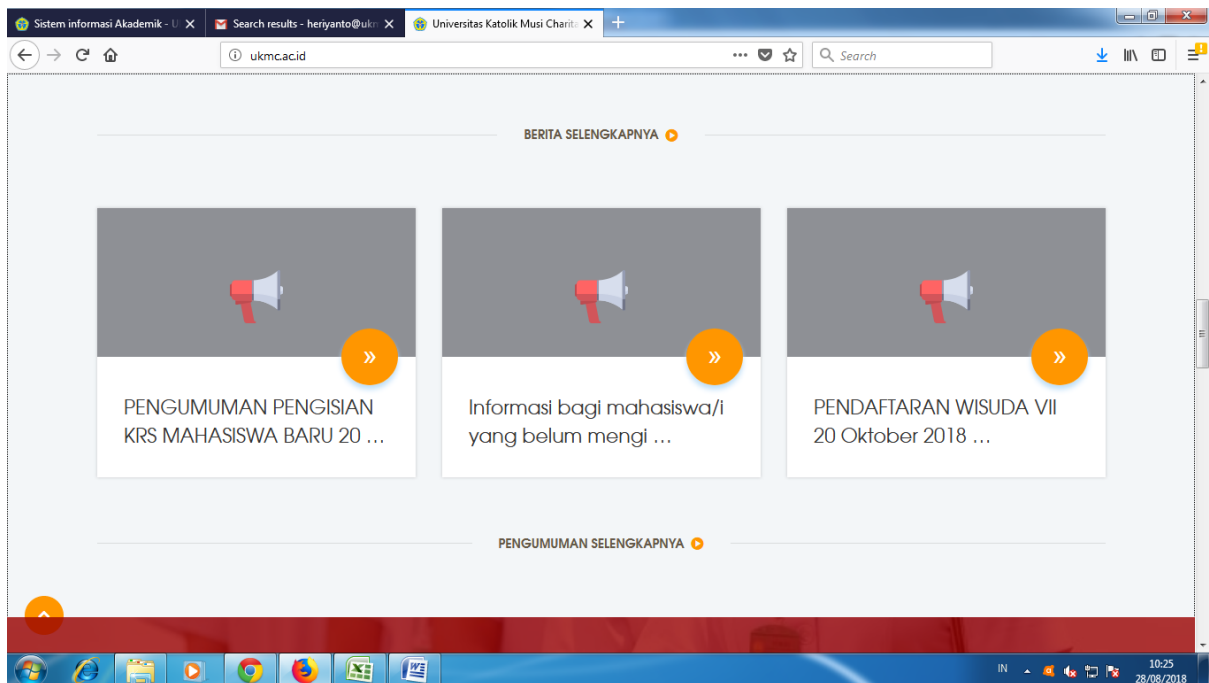 Sistem informasi Akademik - U
Search results - heriyanto@ukm
Universitas Katolik Musi Charita
ukmc.ac.id
Search
BERITA SELENGKAPNYA
PENGUMUMAN PENGISIAN
KRS MAHASISWA BARU 20 ...
Informasi bagi mahasiswa/i
yang belum mengi ...
PENDAFTARAN WISUDA VII
20 Oktober 2018 ...
PENGUMUMAN SELENGKAPNYA
IN
10:25
28/08/2018